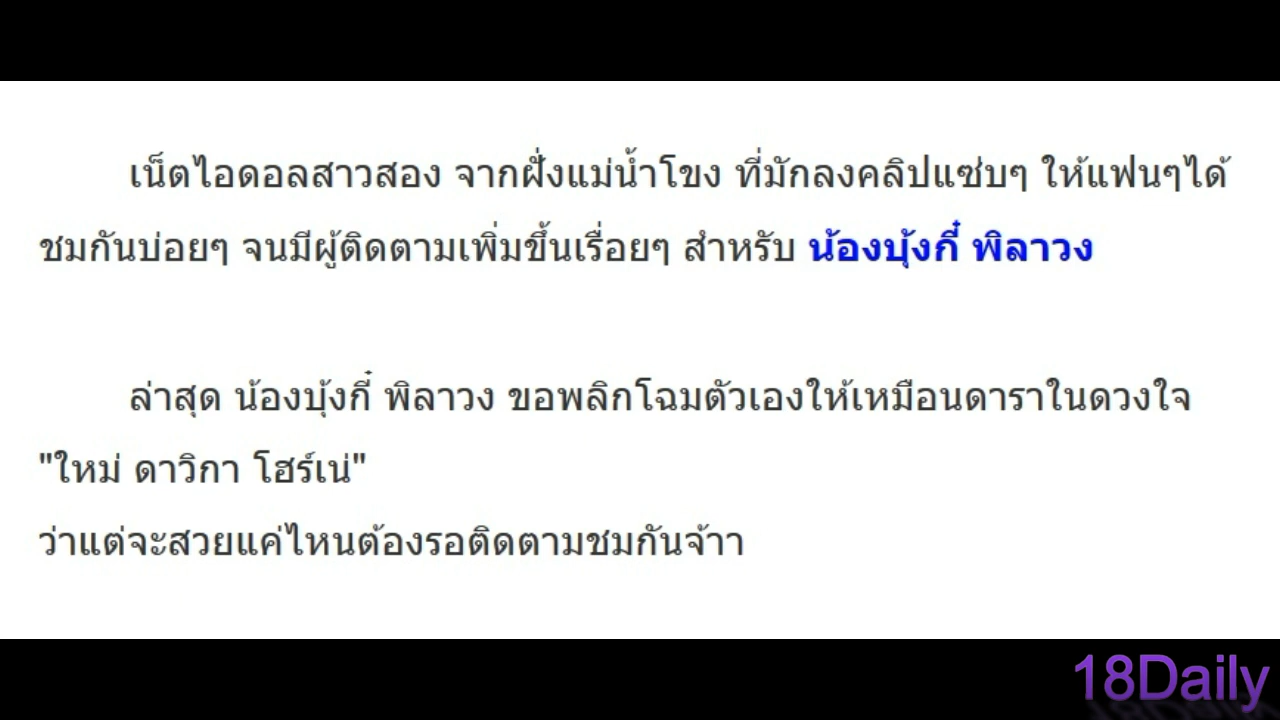 เน็ตไอดอลสาวสอง จากฝั่งแม่น้ำโขง ที่มักลงคลิปแซ่บๆ ให้แฟนๆได้
ชมกันบ่อยๆ จนมีผู้ติดตามเพิ่มขึ้นเรื่อยๆ สำหรับ น้องบุ้งกี๋ พิลาวง
ล่าสุด น้องบุ้งกี๋ พิลาวง ขอพลิกโฉมตัวเองให้เหมือนดาราในดวงใจ
"ใหม่ ดาวิกา โฮร์เน่"
ว่าแต่จะสวยแค่ไหนต้องรอติดตามชมกันจ้าา
18Daily